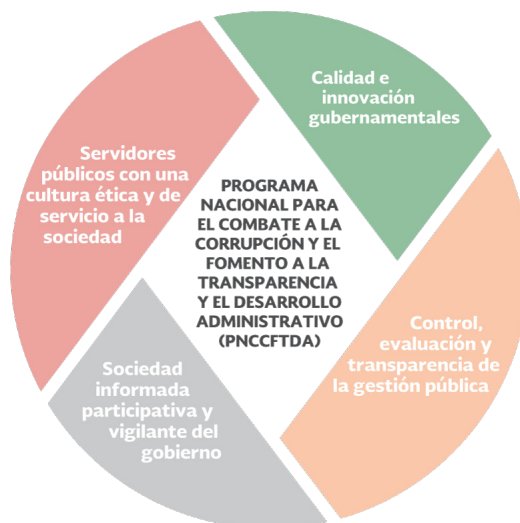 Calidad e
innovación
gubernamentales
Servidores
públicos con una
cultura ética y de
servicio a la
sociedad
PROGRAMA
NACIONAL PARA
EL COMBATE A LA
CORRUPCIÓN Y EL
FOMENTO A LA
TRANSPARENCIA
Y EL DESARROLLO
ADMINISTRATIVO
(PNCCFTDA)
Control,
evaluación y
transparencia de
la gestión pública
Sociedad
informada
participativa y
vigilante del
gobierno